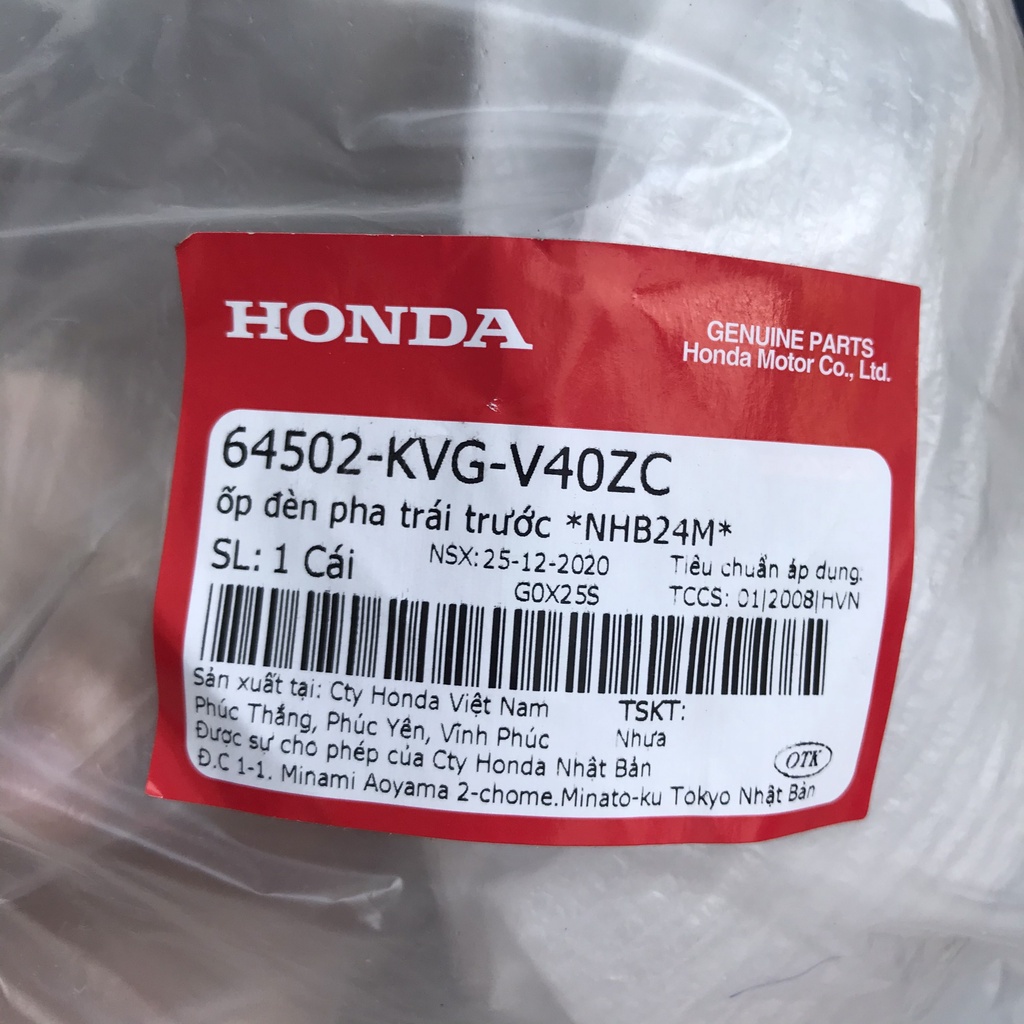 HONDA
GENUINE PARTS
Honda Motor Co., Ltd.
64502-KVG-V40ZC
ốp đèn pha trái trước *NHB24M*
SL: 1 Cái
NSX: 25-12-2020
Tiêu chuẩn áp dụng.
G0X25S
TCCS: 01|2008|HVN
Sản xuất tại: Cty Honda Việt Nam
TSKT:
Phúc Thắng, Phúc Yên, Vĩnh Phúc
Nhựa
Được sự cho phép của Cty Honda Nhật Bản
OTK
Đ.C 1-1. Minami Aoyama 2-chome.Minato-ku Tokyo Nhật Bản